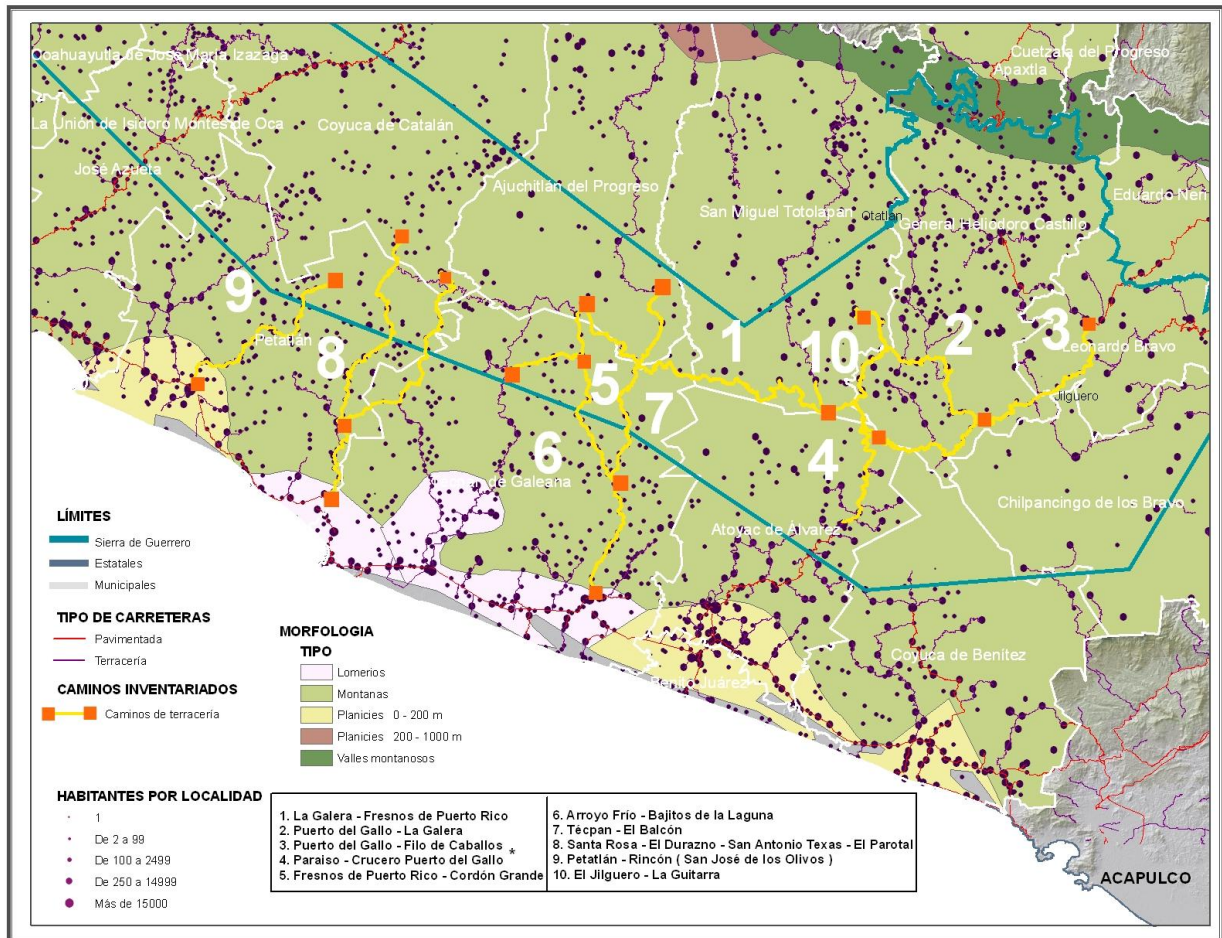 Coahuayutla de José María Izazaga
Cuetzala del Progreso
Apaxtla
La Unión de Isidoro Montes de Oca
Coyuca de Catalán
José Azueta
Ajuchitlán del Progreso
Eduardo Neri
San Miguel Totolapan
Otatlán
General Heliodoro Castillo
9
8
Petatlán
1
10
2
3
Leonardo Bravo
5
7
Jilguero
6
4
de Galeana
Chilpancingo de los Bravo
Atoyac de Álvarez
Coyuca de Benítez
Benito Juárez
ACAPULCO
LÍMITES
Sierra de Guerrero
Estatales
Municipales
TIPO DE CARRETERAS
Pavimentada
Terracería
CAMINOS INVENTARIADOS
Caminos de terracería
HABITANTES POR LOCALIDAD
1
De 2 a 99
De 100 a 2499
De 250 a 14999
Más de 15000
MORFOLOGIA
TIPO
Lomerios
Montanas
Planicies 0 - 200 m
Planicies 200 - 1000 m
Valles montanosos
1. La Galera - Fresnos de Puerto Rico
2. Puerto del Gallo - La Galera
3. Puerto del Gallo - Filo de Caballos
4. Paraiso - Crucero Puerto del Gallo *
5. Fresnos de Puerto Rico - Cordón Grande
6. Arroyo Frío - Bajitos de la Laguna
7. Técpan - El Balcón
8. Santa Rosa - El Durazno - San Antonio Texas - El Parotal
9. Petatlán - Rincón ( San José de los Olivos )
10. El Jilguero - La Guitarra